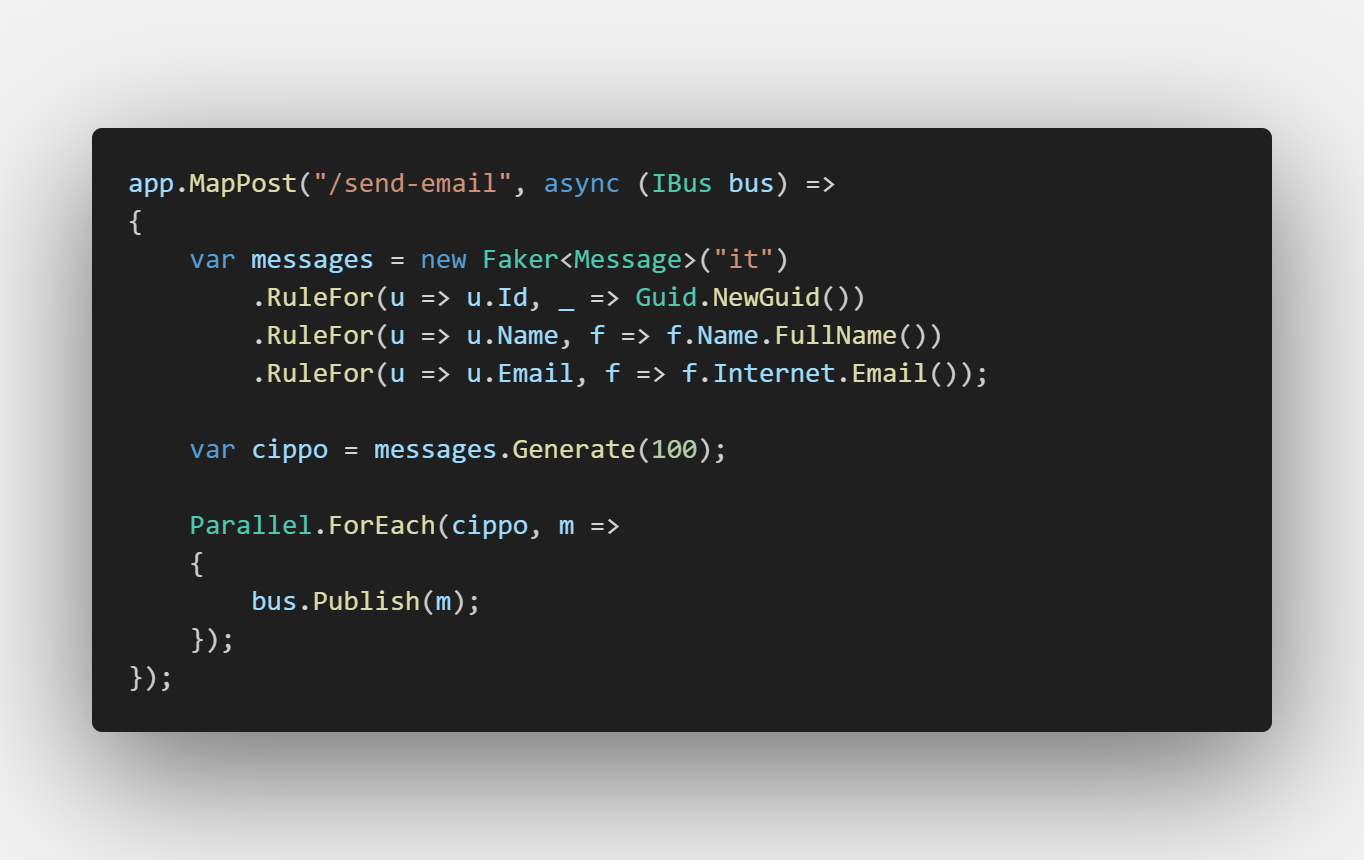 app.MapPost("/send-email", async (IBus bus) =>
{
    var messages = new Faker<Message>("it")
        .RuleFor(u => u.Id, _ => Guid.NewGuid())
        .RuleFor(u => u.Name, f => f.Name.FullName())
        .RuleFor(u => u.Email, f => f.Internet.Email());

    var cippo = messages.Generate(100);

    Parallel.ForEach(cippo, m =>
    {
        bus.Publish(m);
    });
});